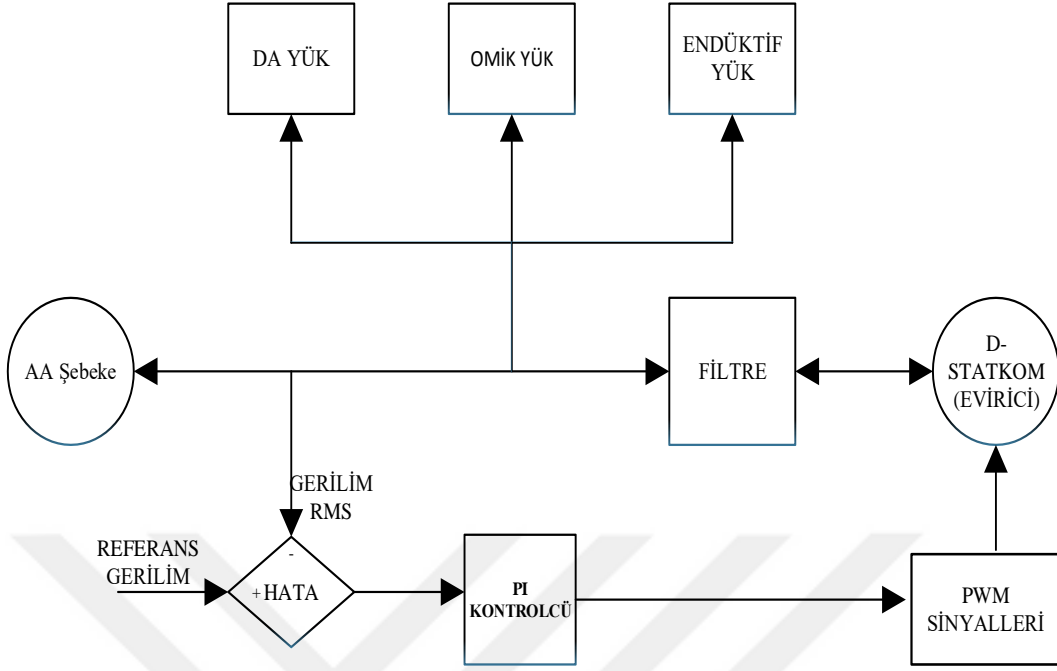 DA YÜK
OMİK YÜK
ENDÜKTİF
YÜK
AA Şebeke
FİLTRE
D-
STATKOM
(EVİRİCİ)
GERİLİM
RMS
REFERANS
GERİLİM
-
+HATA
PI
KONTROLCÜ
PWM
SİNYALLERİ